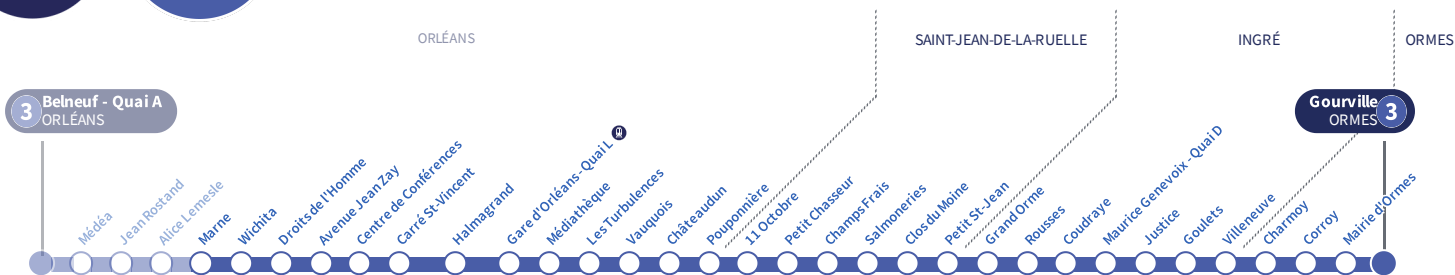 ORLÉANS
SAINT-JEAN-DE-LA-RUELLE
INGRÉ
ORMES
3
Belneuf - Quai A
ORLÉANS
Gourville
ORMES
3
Médéa
Jean Rostand
Alice Lemesle
Marne
Wichita
Droits de l'Homme
Avenue Jean Zay
Centre de Conférences
Carré St-Vincent
Halmagrand
Gare d'Orléans - Quai L
Médiathèque
Les Turbulences
Vauquois
Châteaudun
Pouponnière
11 Octobre
Petit Chasseur
Champs Frais
Salmoneries
Clos du Moine
Petit St-Jean
Grand Orme
Rousses
Coudraye
Maurice Genevoix - Quai D
Justice
Goulets
Villeneuve
Charmoy
Corroy
Mairie d'Ormes